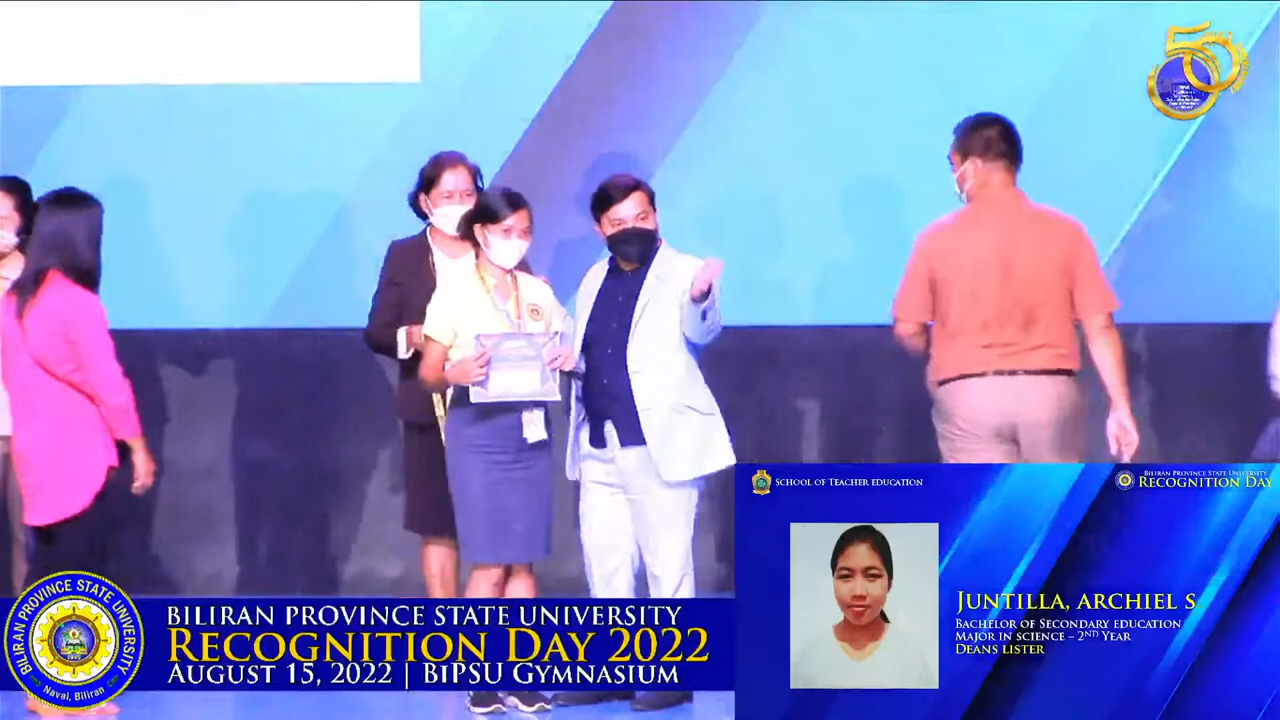 50
SCHOOL OF TEACHER EDUCATION
BILIRAN PROVINCE STATE UNIVERSITY
RECOGNITION DAY
JUNTILLA, ARCHIEL S
BACHELOR OF SECONDARY EDUCATION
MAJOR IN SCIENCE – 2ND YEAR
DEANS LISTER
BILIRAN PROVINCE STATE UNIVERSITY
Naval, Biliran
BILIRAN PROVINCE STATE UNIVERSITY
RECOGNITION DAY 2022
AUGUST 15, 2022 | BIPSU GYMNASIUM